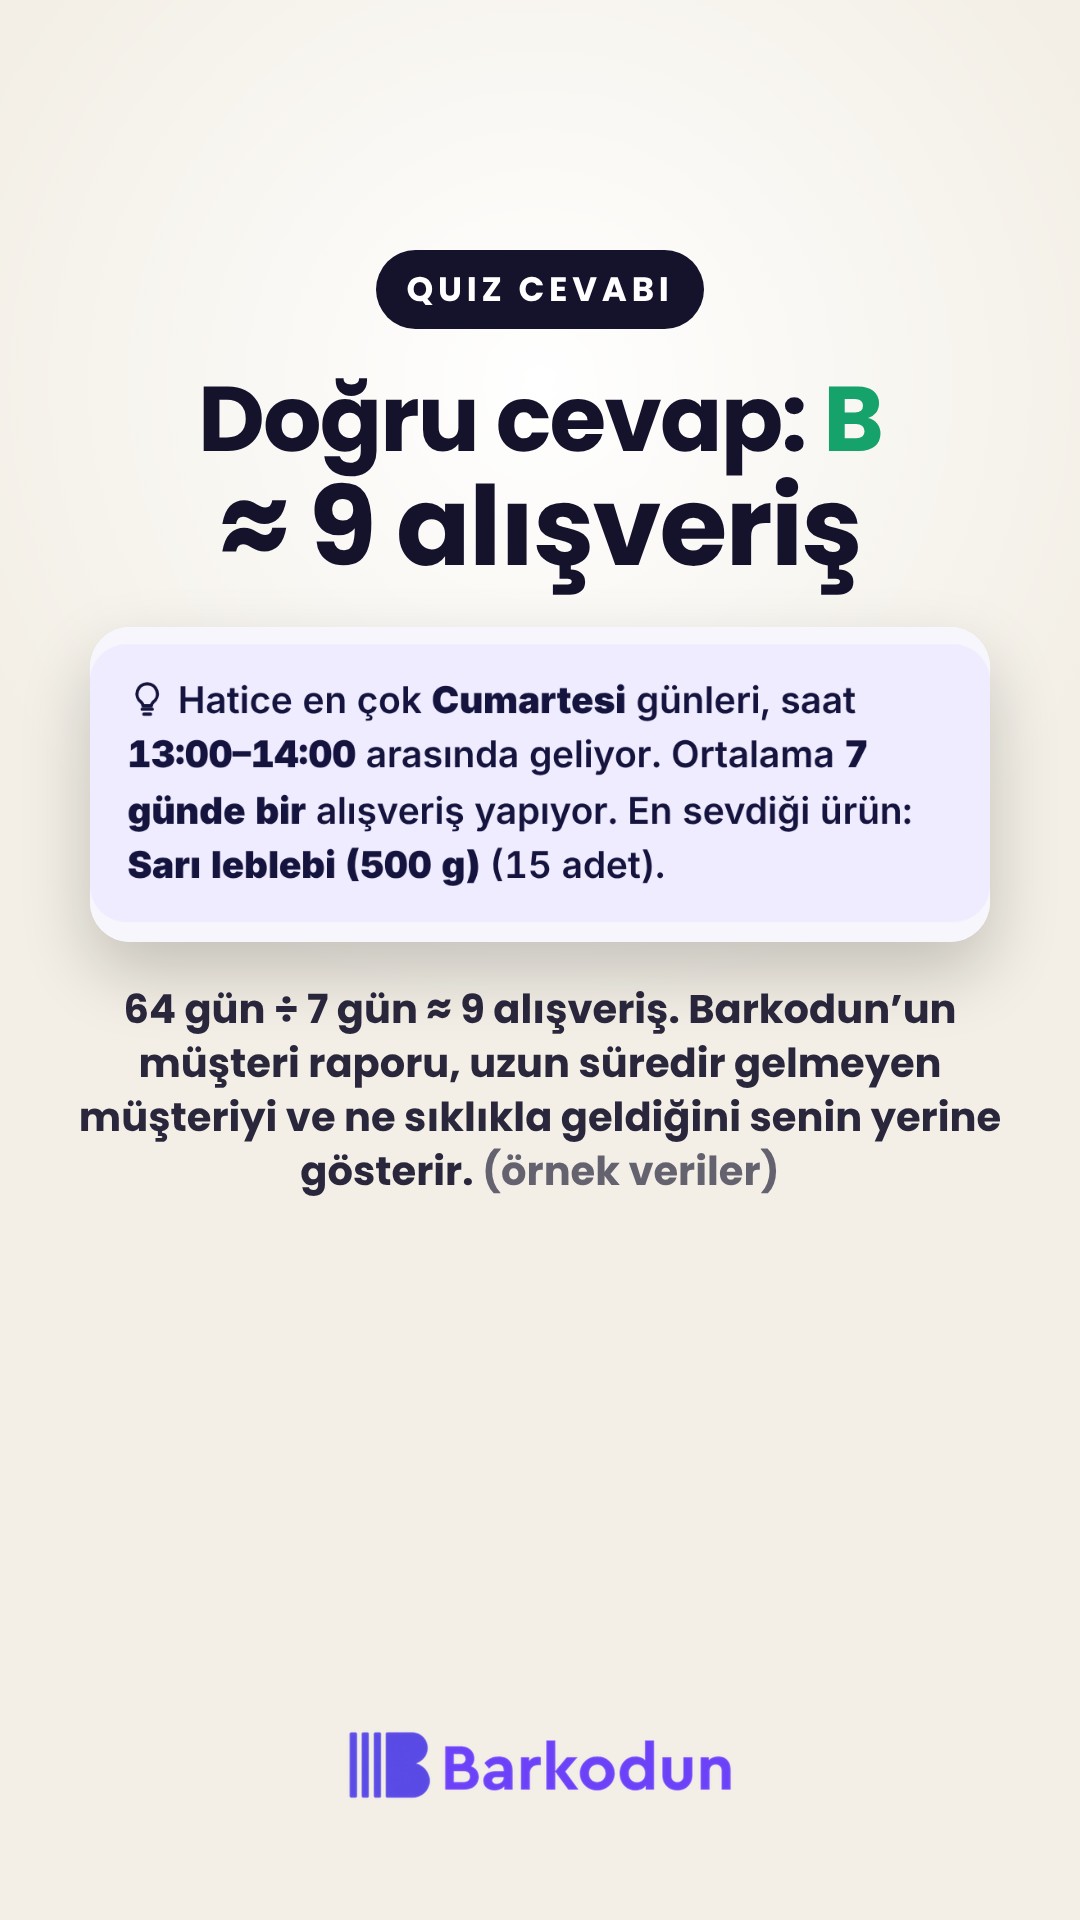 QUIZ CEVABI
Doğru cevap: B
≈ 9 alışveriş
Hatice en çok Cumartesi günleri, saat
13:00–14:00 arasında geliyor. Ortalama 7
günde bir alışveriş yapıyor. En sevdiği ürün:
Sarı leblebi (500 g) (15 adet).
64 gün ÷ 7 gün ≈ 9 alışveriş. Barkodun’un
müşteri raporu, uzun süredir gelmeyen
müşteriyi ve ne sıklıkla geldiğini senin yerine
gösterir. (örnek veriler)
Barkodun